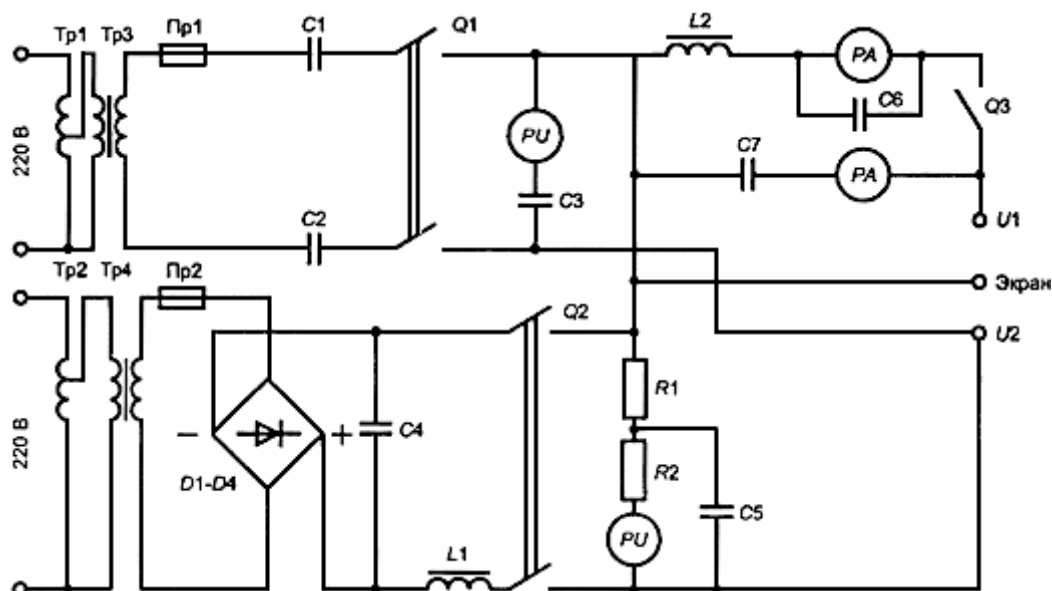 Тр1 Тр3 Пр1 C1 Q1 L2
PA
C6
Q3
220 В
PU
C7
PA
C3
C2
U1
Тр2 Тр4 Пр2
Экран
Q2
U2
R1
− +
C4
220 В
R2
D1-D4
C5
PU
L1